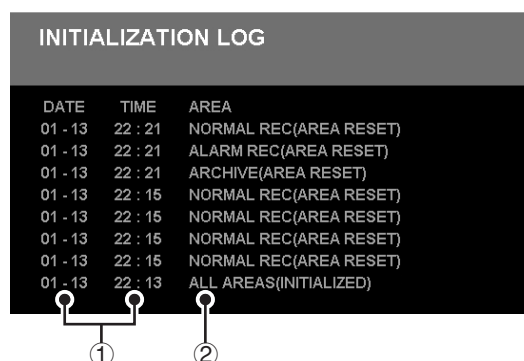 INITIALIZATION LOG
DATE TIME AREA
01 - 13 22 : 21 NORMAL REC(AREA RESET)
01 - 13 22 : 21 ALARM REC(AREA RESET)
01 - 13 22 : 21 ARCHIVE(AREA RESET)
01 - 13 22 : 15 NORMAL REC(AREA RESET)
01 - 13 22 : 15 NORMAL REC(AREA RESET)
01 - 13 22 : 15 NORMAL REC(AREA RESET)
01 - 13 22 : 15 NORMAL REC(AREA RESET)
01 - 13 22 : 13 ALL AREAS(INITIALIZED)
① ②